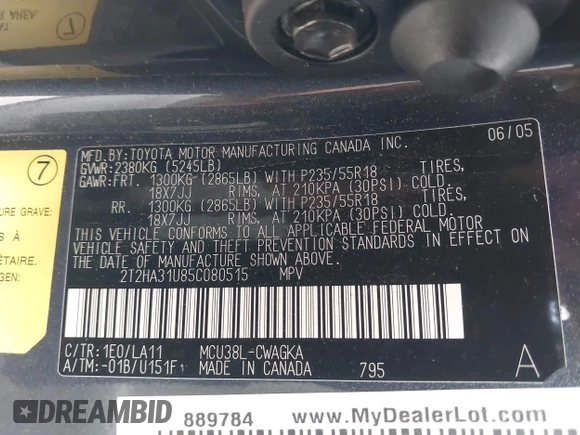 7
06/05
MFD.BY:TOYOTA MOTOR MANUFACTURING CANADA INC.
GVWR:2380KG (5245LB)
GAWR:FRT. 1300KG (2865LB) WITH P235/55R18 TIRES,
18X7JJ RIMS, AT 210KPA (30PSI) COLD.
RR. 1300KG (2865LB) WITH P235/55R18 TIRES,
18X7JJ RIMS, AT 210KPA (30PSI) COLD.
THIS VEHICLE CONFORMS TO ALL APPLICABLE FEDERAL MOTOR
VEHICLE SAFETY AND THEFT PREVENTION STANDARDS IN EFFECT ON
THE DATE OF MANUFACTURE SHOWN ABOVE.
2T2HA31U85C080515 MPV
C/TR:1E0/LA11 MCU38L-CWAGKA
A/TM:-01B/U151F MADE IN CANADA 795 A
7
URE GRAVE:
S À
ÉTAIRE.
GEN:
DREAMBID
889784 www.MyDealerLot.com